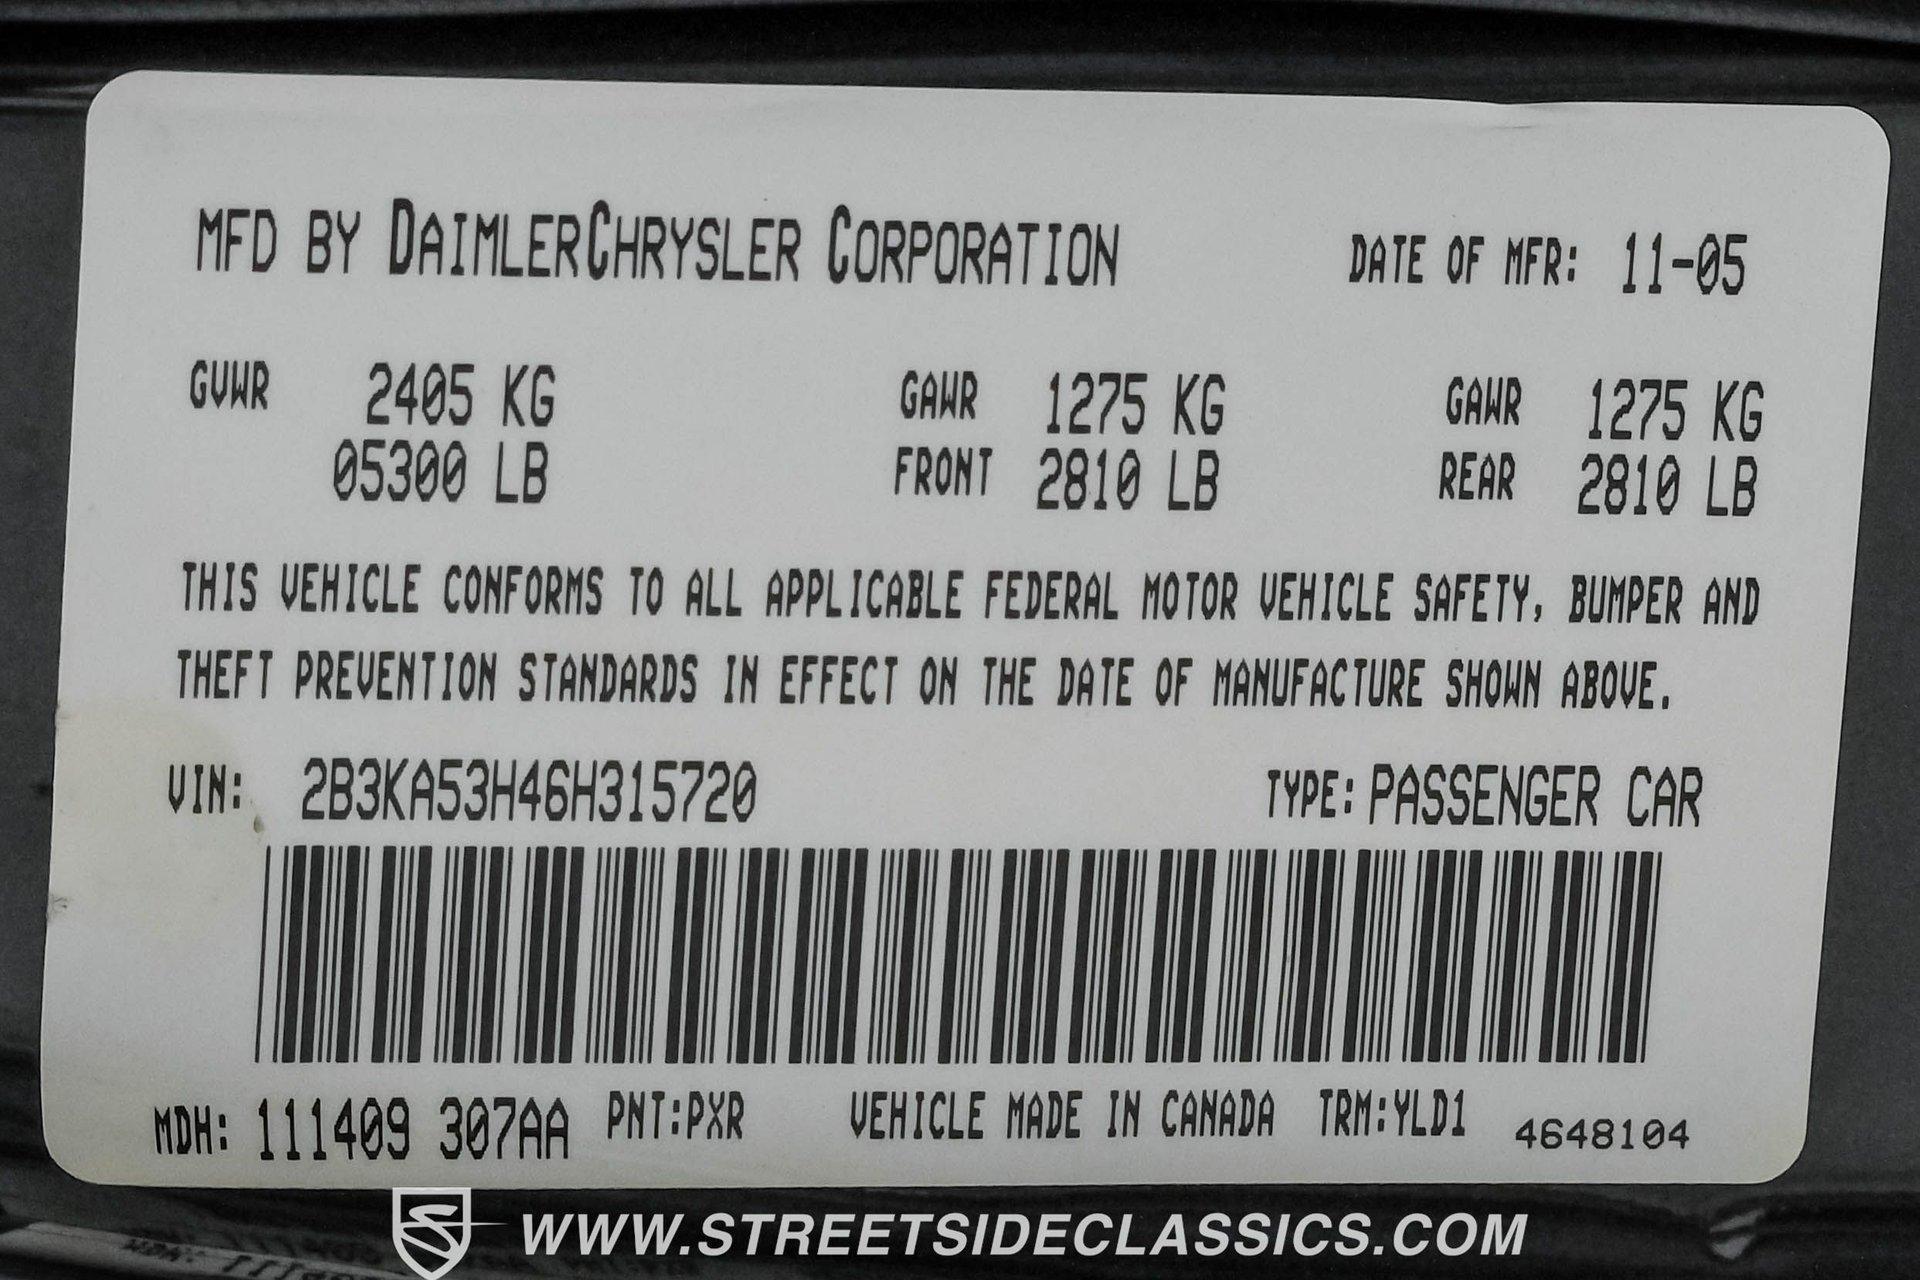 MFD BY DAIMLERCHRYSLER CORPORATION DATE OF MFR: 11-05
GVWR 2405 KG GAWR 1275 KG GAWR 1275 KG
05300 LB FRONT 2810 LB REAR 2810 LB
THIS VEHICLE CONFORMS TO ALL APPLICABLE FEDERAL MOTOR VEHICLE SAFETY, BUMPER AND
THEFT PREVENTION STANDARDS IN EFFECT ON THE DATE OF MANUFACTURE SHOWN ABOVE.
VIN: 2B3KA53H46H315720 TYPE: PASSENGER CAR
MDH: 111409 307AA PNT:PXR VEHICLE MADE IN CANADA TRM:YLD1 4648104
WWW.STREETSIDECLASSICS.COM